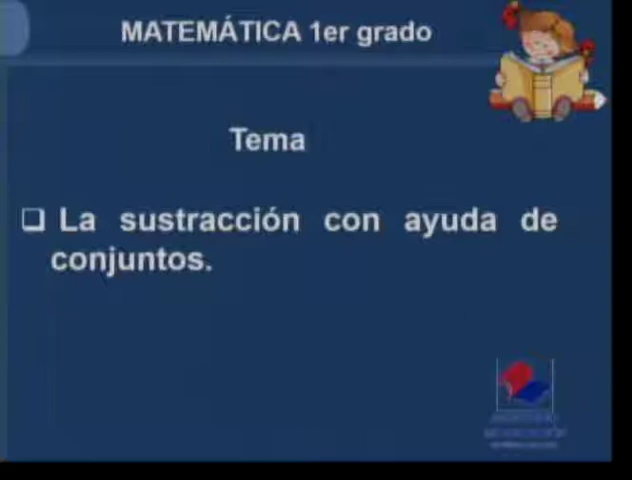 MATEMÁTICA 1er grado
Tema
❑ La sustracción con ayuda de
conjuntos.